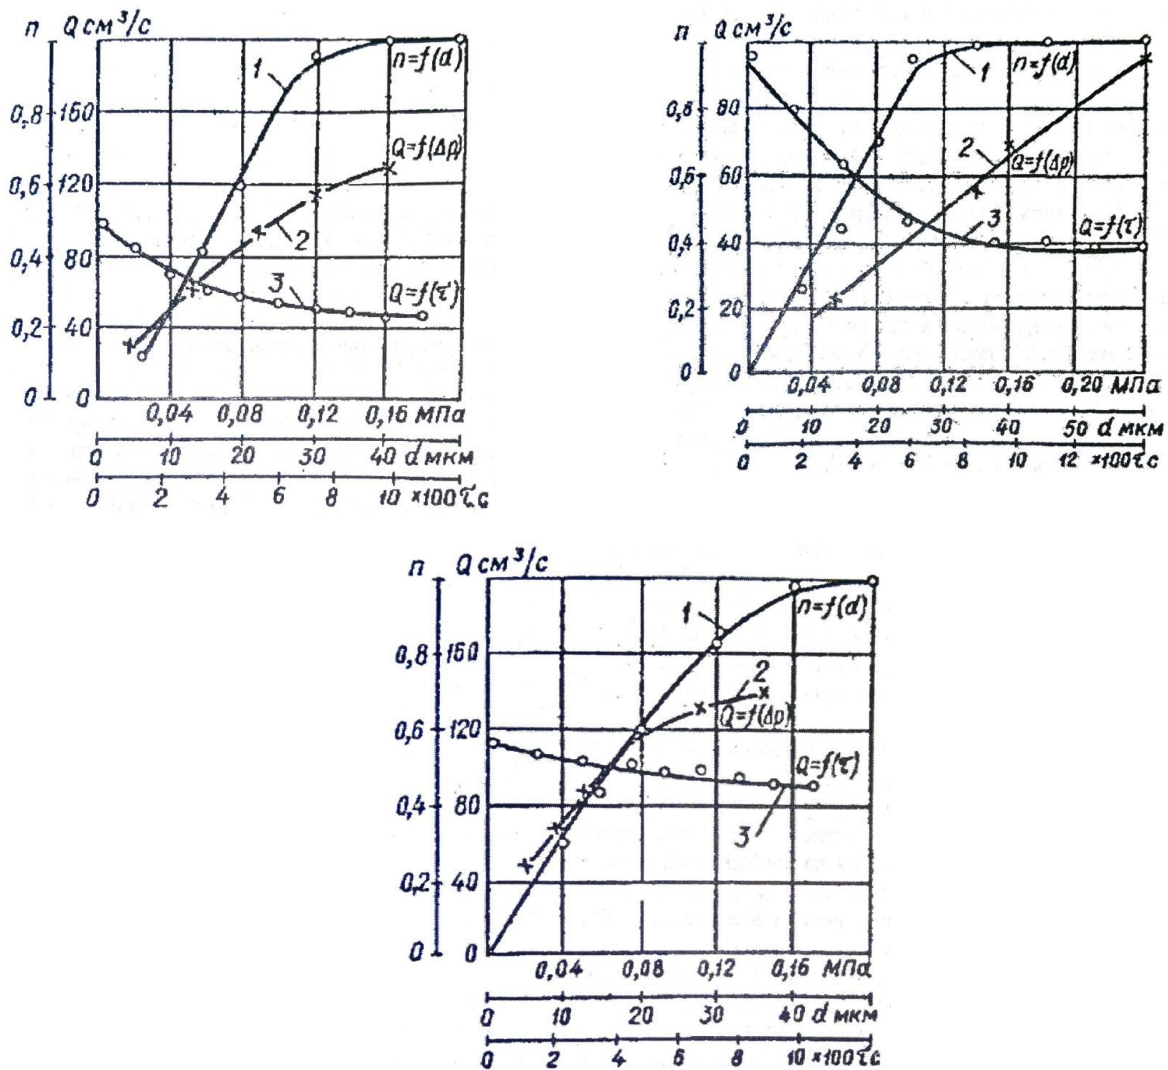 n Q см³/с
1
n=f(d)
0,8 160
Q=f(Δp)
0,6 120
2
0,4 80
3
Q=f(τ)
0,2 40
0 0
0,04 0,08 0,12 0,16 МПа
0 10 20 30 40 d мкм
0 2 4 6 8 10 ×100 τ с
n Q см³/с
1
n=f(d)
0,8 80
2
Q=f(Δp)
0,6 60
3
Q=f(τ)
0,4 40
0,2 20
0 0
0,04 0,08 0,12 0,16 0,20 МПа
0 10 20 30 40 50 d мкм
0 2 4 6 8 10 12 ×100 τ с
n Q см³/с
1
n=f(d)
0,8 160
2
Q=f(Δp)
0,6 120
Q=f(τ)
0,4 80
3
0,2 40
0 0
0,04 0,08 0,12 0,16 МПа
0 10 20 30 40 d мкм
0 2 4 6 8 10 ×100 τ с